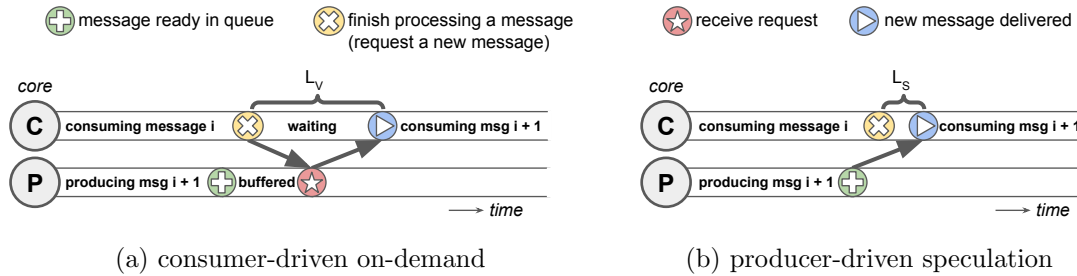 message ready in queue
finish processing a message
(request a new message)
receive request
new message delivered
core
L_V
C
consuming message i
waiting
consuming msg i + 1
P
producing msg i + 1
buffered
time
core
L_S
C
consuming message i
consuming msg i + 1
P
producing msg i + 1
time
(a) consumer-driven on-demand
(b) producer-driven speculation